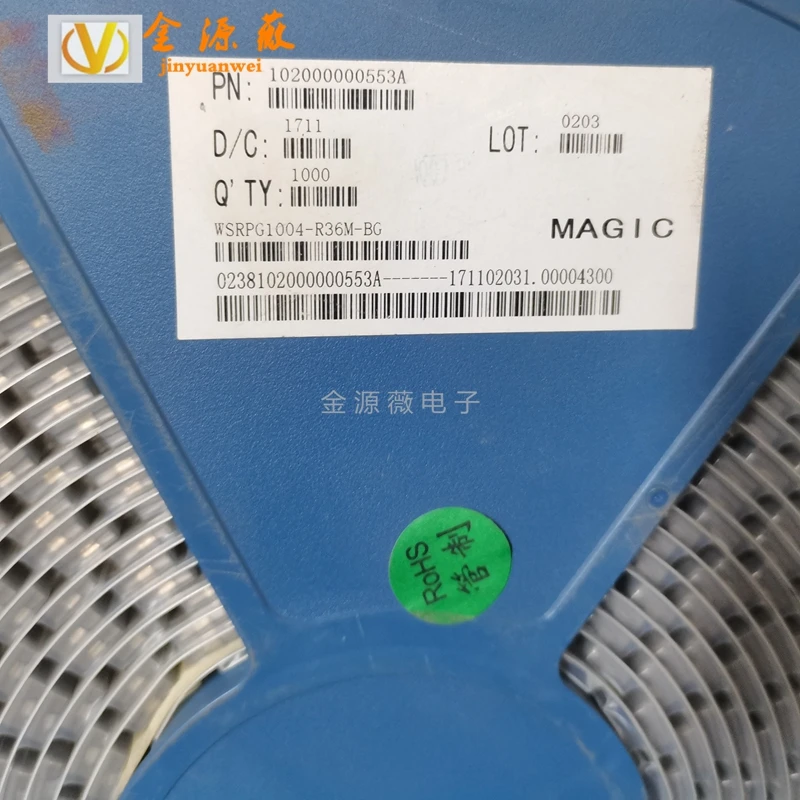 金源薇
jinyuanwei
PN: 102000000553A
D/C: 1711
LOT: 0203
Q'TY: 1000
WSRPG1004-R36M-BG
MAGIC
0238102000000553A-------171102031.00004300
金源薇电子
RoHS
管制